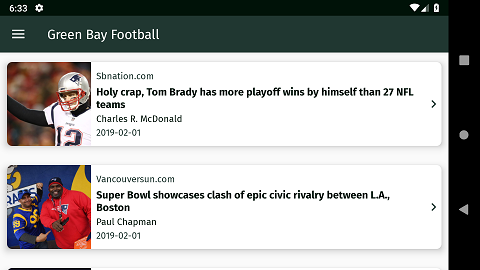 6:33
Green Bay Football
Sbnation.com
Holy crap, Tom Brady has more playoff wins by himself than 27 NFL
teams
Charles R. McDonald
2019-02-01
12
Vancouversun.com
Super Bowl showcases clash of epic civic rivalry between L.A.,
Boston
Paul Chapman
2019-02-01